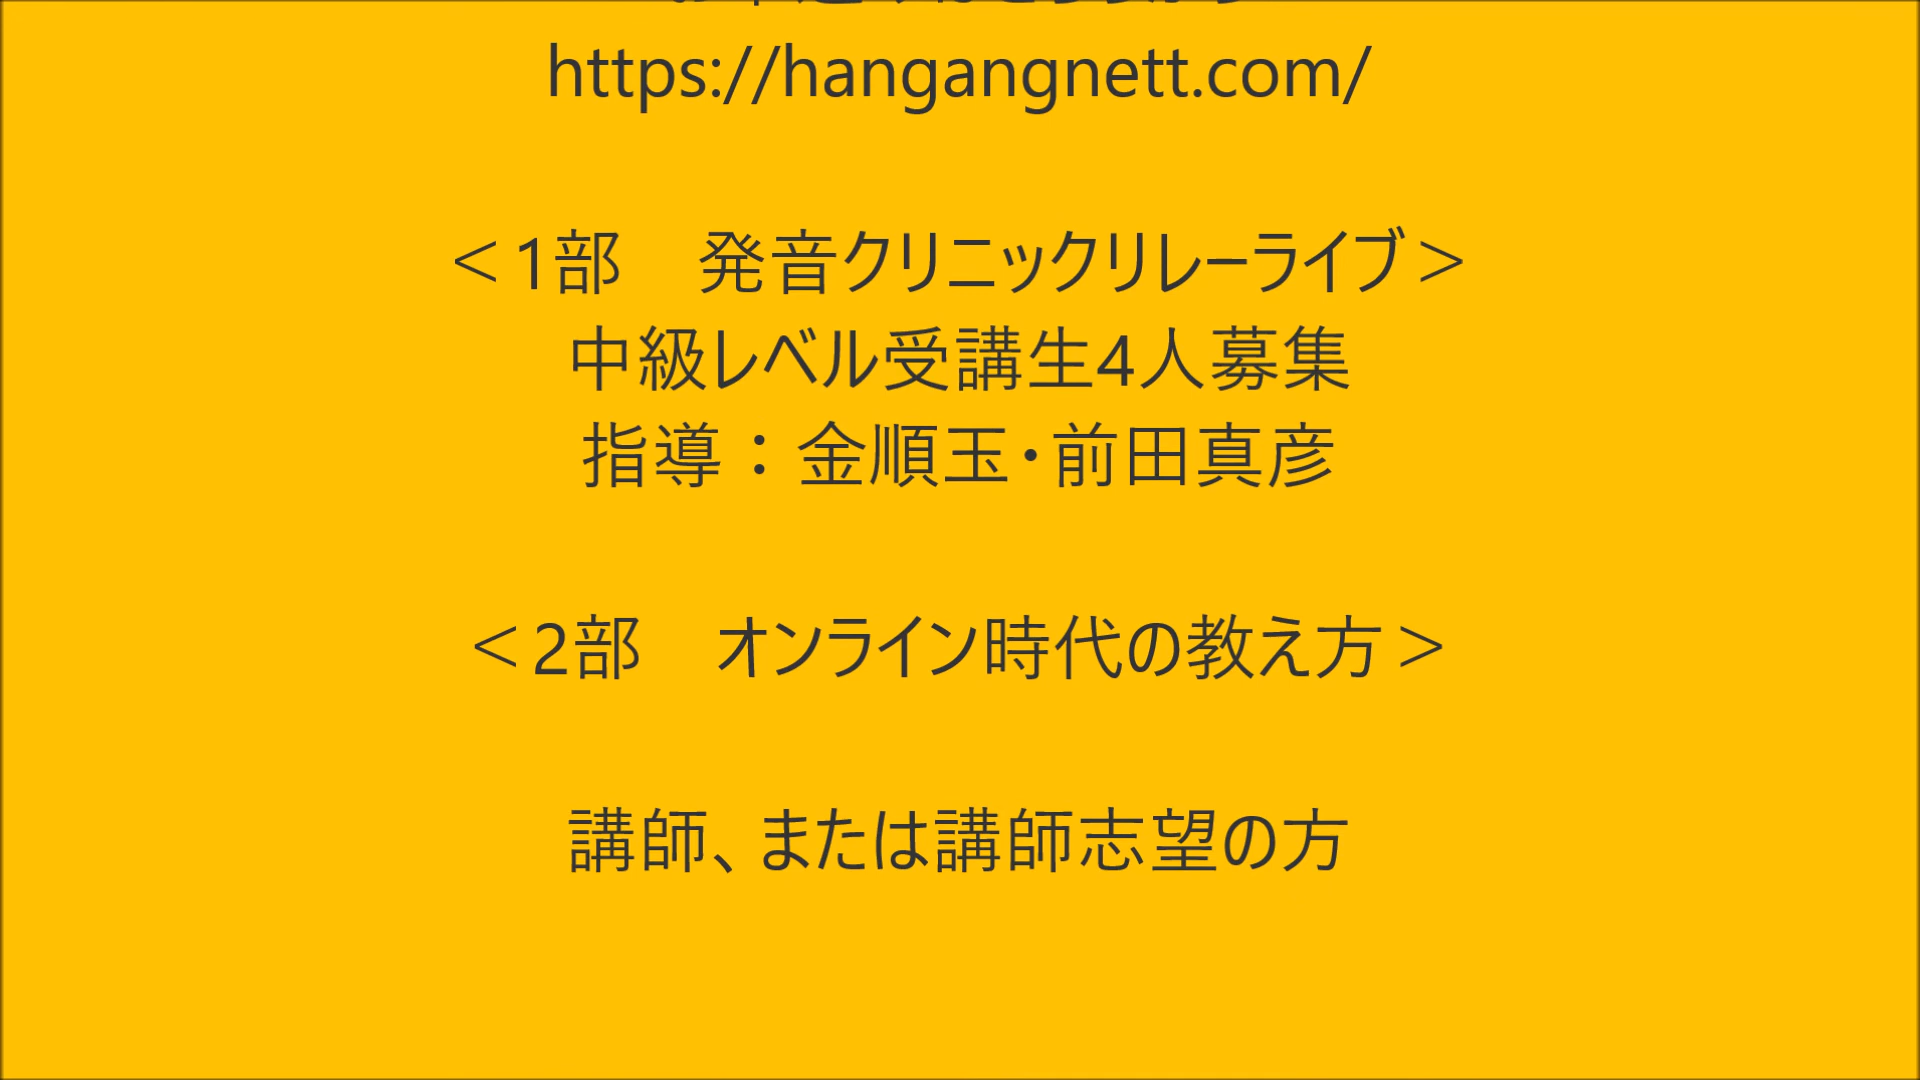 https://hangangnett.com/
＜1部　発音クリニックリレーライブ＞
中級レベル受講生4人募集
指導：金順玉・前田真彦
＜2部　オンライン時代の教え方＞
講師、または講師志望の方